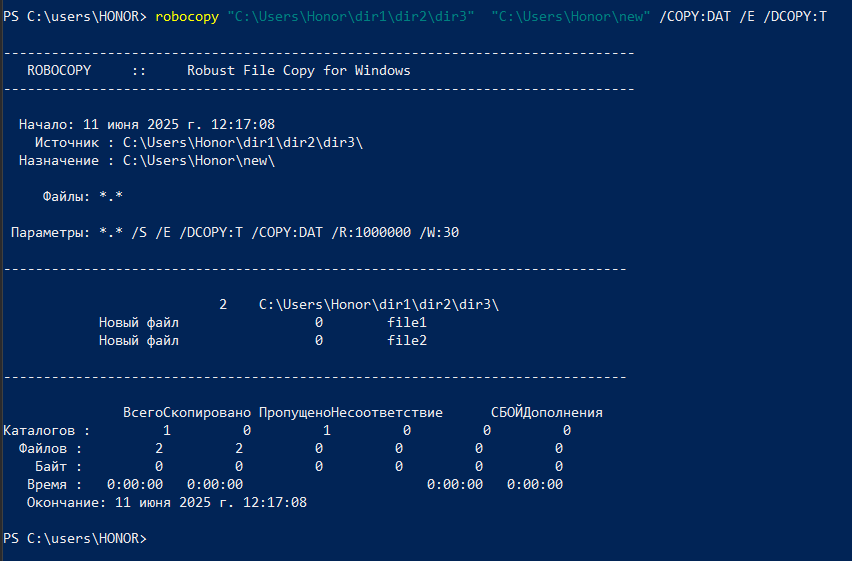 PS C:\users\HONOR> robocopy "C:\Users\Honor\dir1\dir2\dir3"  "C:\Users\Honor\new" /COPY:DAT /E /DCOPY:T
-------------------------------------------------------------------------------
   ROBOCOPY     ::     Robust File Copy for Windows
-------------------------------------------------------------------------------
  Начало: 11 июня 2025 г. 12:17:08
    Источник : C:\Users\Honor\dir1\dir2\dir3\
  Назначение : C:\Users\Honor\new\
     Файлы: *.*
 Параметры: *.* /S /E /DCOPY:T /COPY:DAT /R:1000000 /W:30
------------------------------------------------------------------------------
                           2    C:\Users\Honor\dir1\dir2\dir3\
            Новый файл                 0        file1
            Новый файл                 0        file2
------------------------------------------------------------------------------
               ВсегоСкопировано ПропущеноНесоответствие      СБОЙДополнения
Каталогов :         1         0         1         0         0         0
  Файлов :         2         2         0         0         0         0
    Байт :         0         0         0         0         0         0
   Время :   0:00:00   0:00:00                       0:00:00   0:00:00
   Окончание: 11 июня 2025 г. 12:17:08
PS C:\users\HONOR>